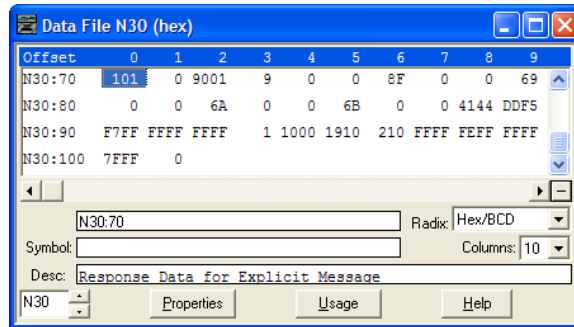 Data File N30 (hex)
Offset 0 1 2 3 4 5 6 7 8 9
N30:70 101 0 9001 9 0 0 8F 0 0 69
N30:80 0 0 6A 0 0 6B 0 0 4144 DDF5
N30:90 F7FF FFFF FFFF 1 1000 1910 210 FFFF FEFF FFFF
N30:100 7FFF 0
N30:70 Radix: Hex/BCD
Symbol: Columns: 10
Desc: Response Data for Explicit Message
N30 Properties Usage Help